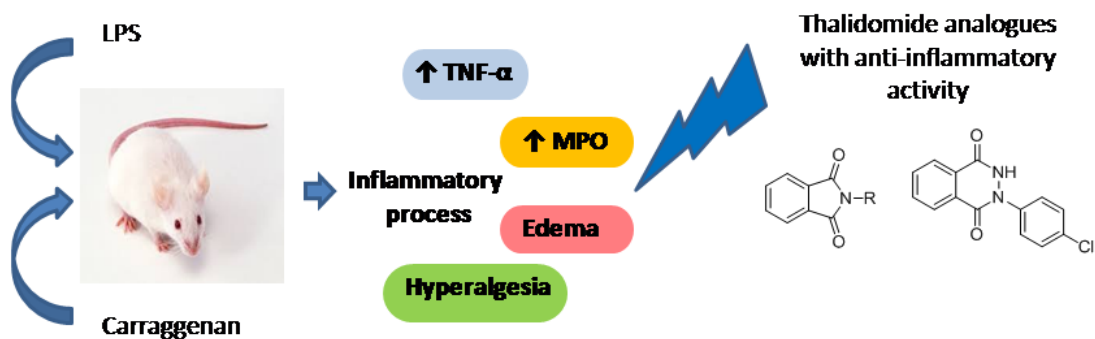 LPS
Carraggenan
Inflammatory
process
↑ TNF-α
↑ MPO
Edema
Hyperalgesia
Thalidomide analogues
with anti-inflammatory
activity
O
N–R
O
O
NH
N
O
Cl